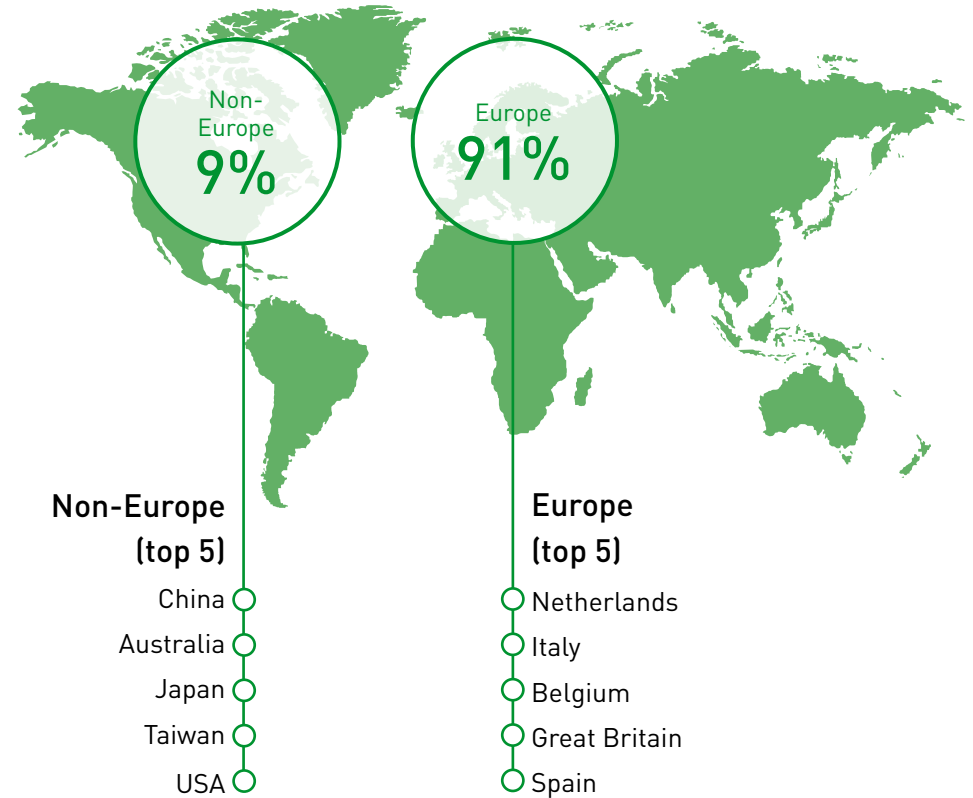 Non-
Europe
9%
Europe
91%
Non-Europe
(top 5)
China
Australia
Japan
Taiwan
USA
Europe
(top 5)
Netherlands
Italy
Belgium
Great Britain
Spain